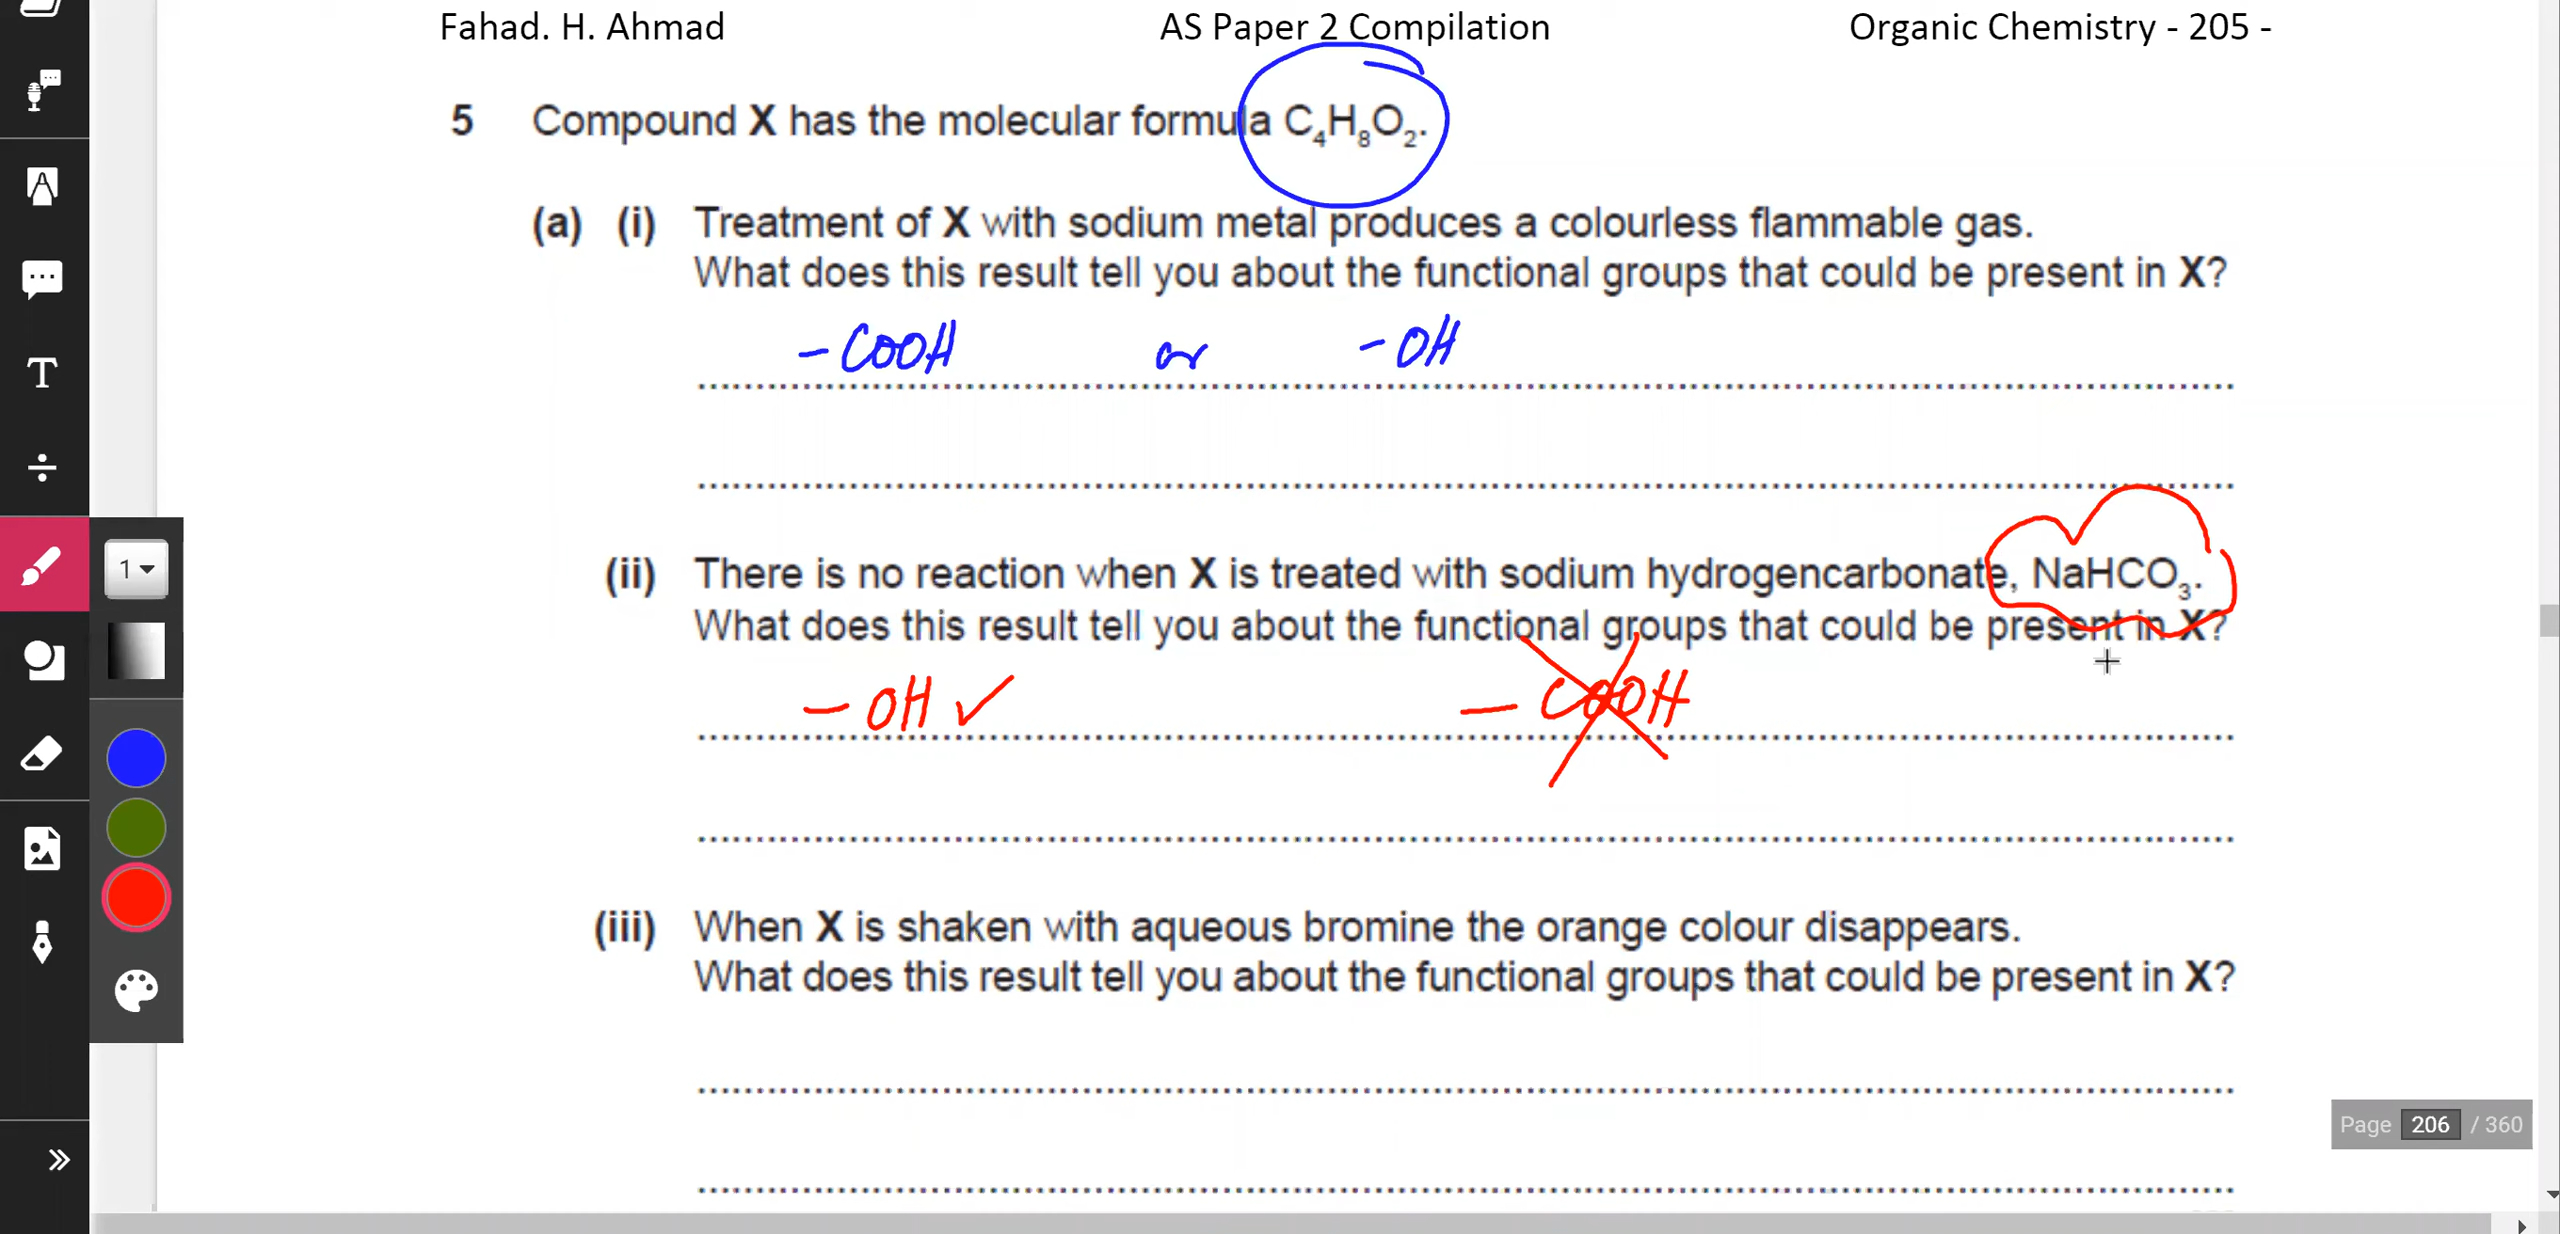 Fahad. H. Ahmad AS Paper 2 Compilation Organic Chemistry - 205 -
5 Compound X has the molecular formula C₄H₈O₂.
(a) (i) Treatment of X with sodium metal produces a colourless flammable gas.
What does this result tell you about the functional groups that could be present in X?
- COOH or - OH
(ii) There is no reaction when X is treated with sodium hydrogencarbonate, NaHCO₃.
What does this result tell you about the functional groups that could be present in X?
- OH ✓ - COOH
(iii) When X is shaken with aqueous bromine the orange colour disappears.
What does this result tell you about the functional groups that could be present in X?
T
1
Page 206 / 360